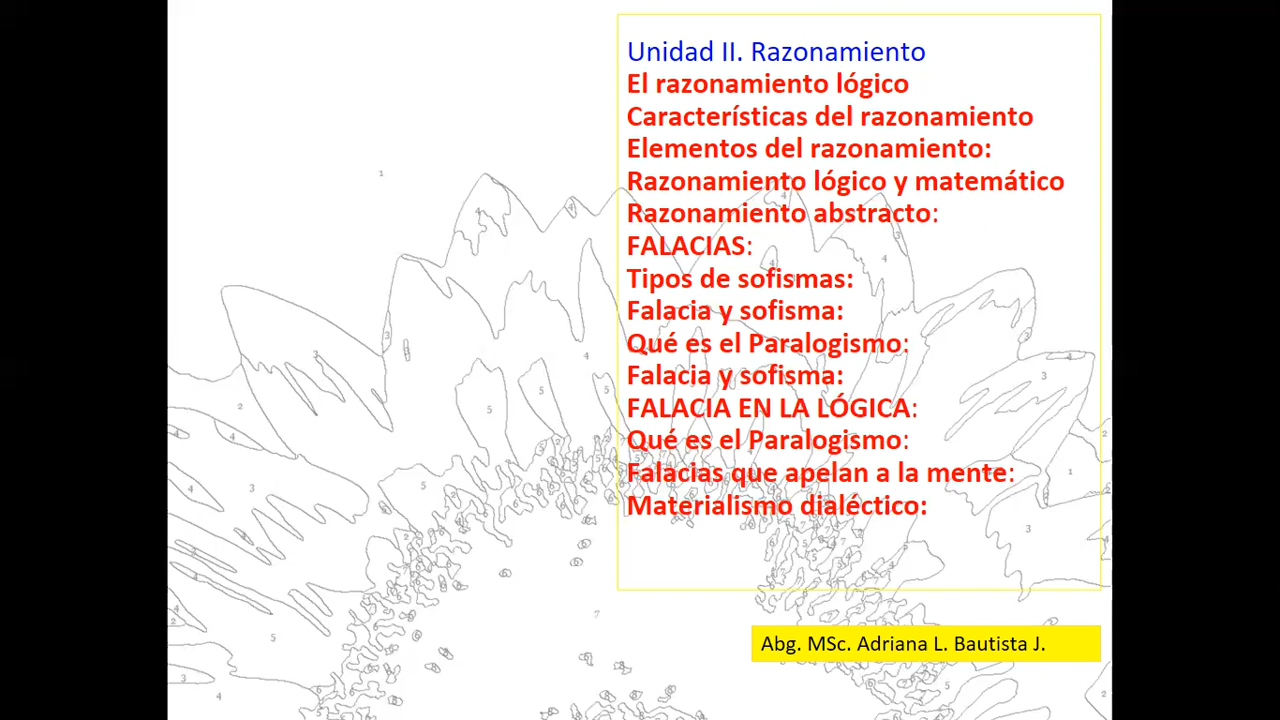 Unidad II. Razonamiento
El razonamiento lógico
Características del razonamiento
Elementos del razonamiento:
Razonamiento lógico y matemático
Razonamiento abstracto:
FALACIAS:
Tipos de sofismas:
Falacia y sofisma:
Qué es el Paralogismo:
Falacia y sofisma:
FALACIA EN LA LÓGICA:
Qué es el Paralogismo:
Falacias que apelan a la mente:
Materialismo dialéctico:
Abg. MSc. Adriana L. Bautista J.